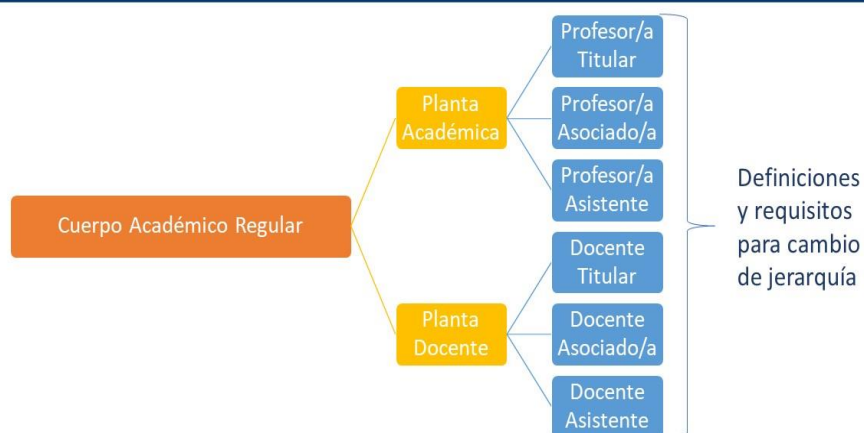 Cuerpo Académico Regular
Planta
Académica
Profesor/a
Titular
Profesor/a
Asociado/a
Profesor/a
Asistente
Planta
Docente
Docente
Titular
Docente
Asociado/a
Docente
Asistente
Definiciones
y requisitos
para cambio
de jerarquía